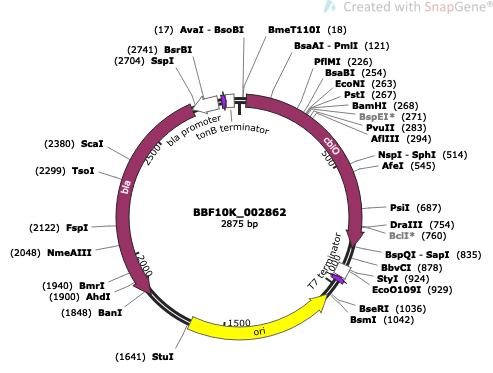 Created with SnapGene®
(17) AvaI - BsoBI
BmeT110I (18)
(2741) BsrBI
(2704) SspI
BsaAI - PmlI (121)
PflMI (226)
BsaBI (254)
EcoNI (263)
PstI (267)
BamHI (268)
BspEI* (271)
PvuII (283)
AflIII (294)
NspI - SphI (514)
AfeI (545)
PsiI (687)
DraIII (754)
BclI* (760)
BspQI - SapI (835)
BbvCI (878)
StyI (924)
EcoO109I (929)
BseRI (1036)
BsmI (1042)
(1641) StuI
(1848) BanI
(1900) AhdI
(1940) BmrI
(2048) NmeAIII
(2122) FspI
(2299) TsoI
(2380) ScaI
bla promoter
tonB terminator
cbiO
500
T7 terminator
1000
ori
1500
2000
bla
2500
BBF10K_002862
2875 bp